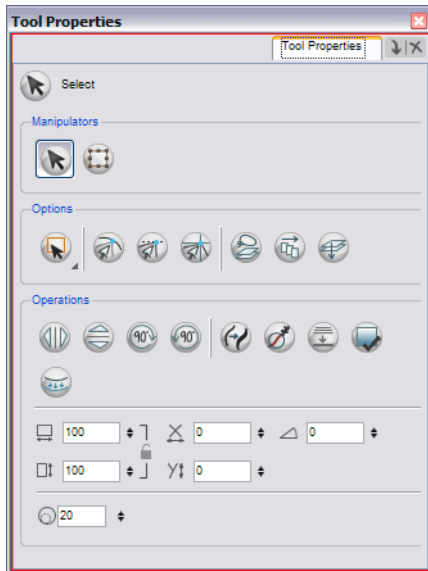 Tool Properties
Tool Properties
Select
Manipulators
Options
Operations
90
90
100
X
0
0
100
Y
0
20